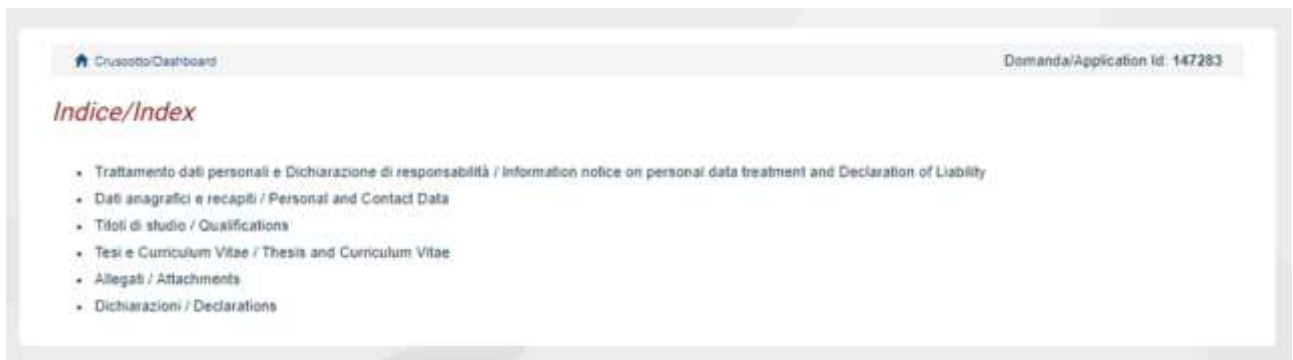 Cruscotto/Dashboard
Domanda/Application Id: 147283
Indice/Index
• Trattamento dati personali e Dichiarazione di responsabilità / Information notice on personal data treatment and Declaration of Liability
• Dati anagrafici e recapiti / Personal and Contact Data
• Titoli di studio / Qualifications
• Tesi e Curriculum Vitae / Thesis and Curriculum Vitae
• Allegati / Attachments
• Dichiarazioni / Declarations